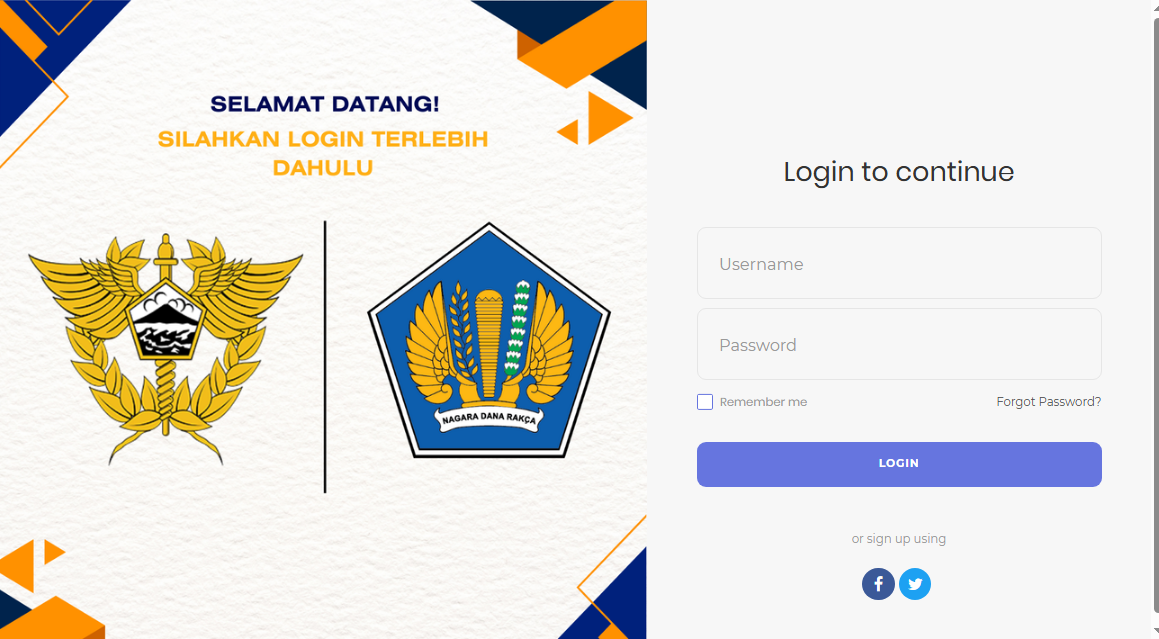 SELAMAT DATANG!
SILAHKAN LOGIN TERLEBIH
DAHULU
NAGARA DANA RAKÇA
Login to continue
Username
Password
Remember me
Forgot Password?
LOGIN
or sign up using